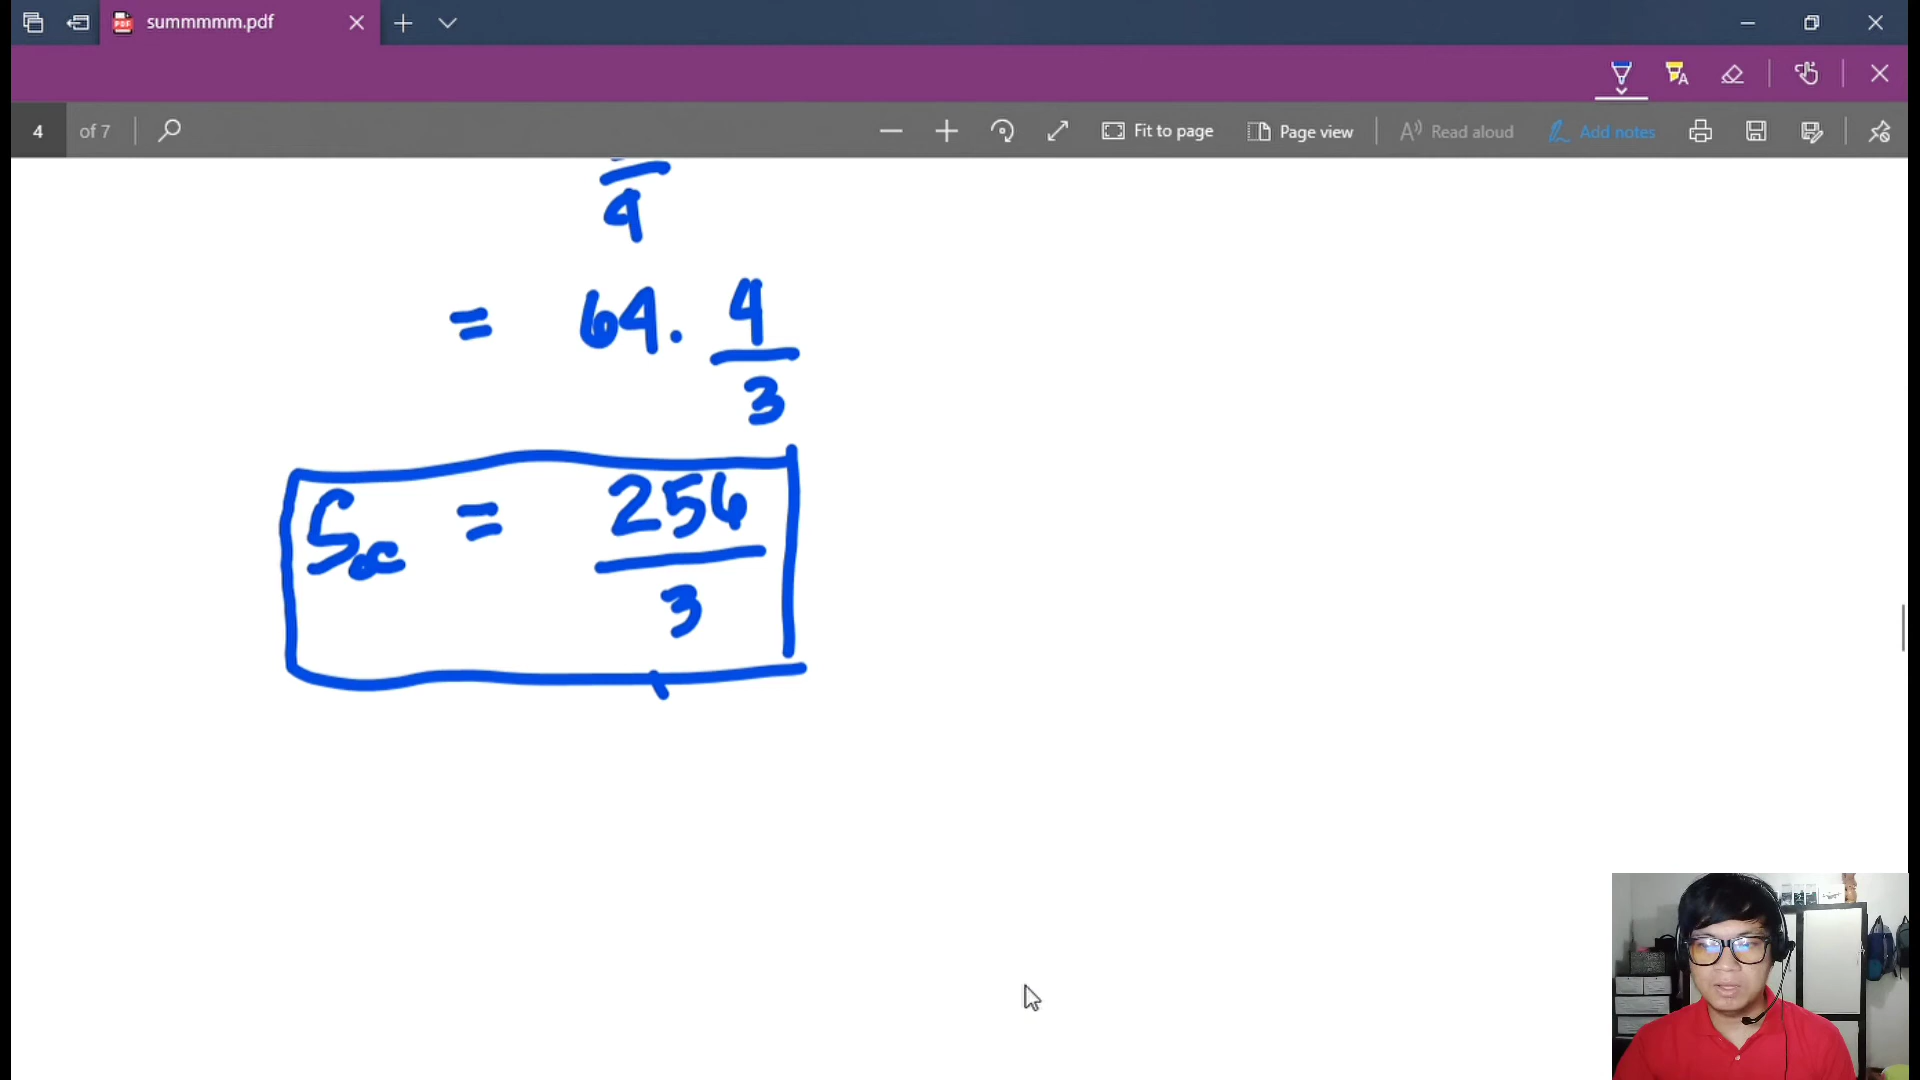 summmmm.pdf
4 of 7 Fit to page Page view Read aloud Add notes
4
= 64 . 4/3
S∞ = 256/3